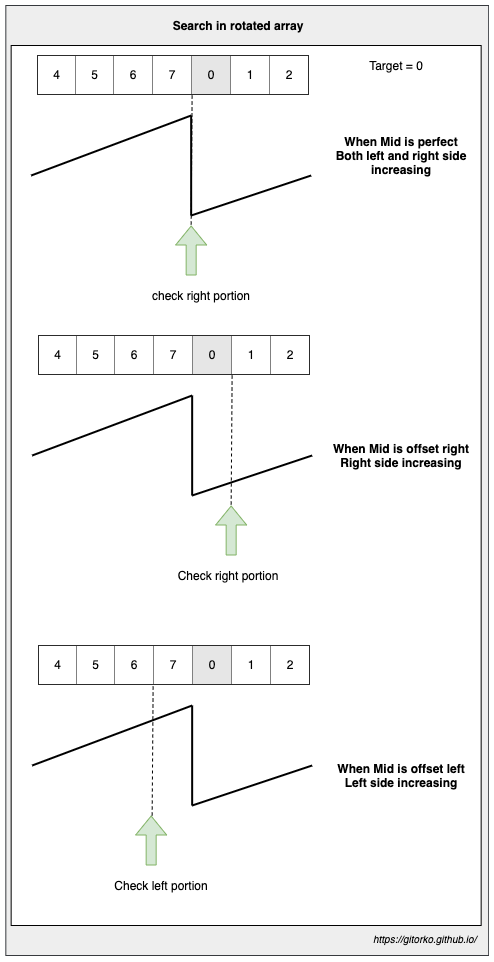 Search in rotated array
4 5 6 7 0 1 2
Target = 0
When Mid is perfect
Both left and right side
increasing
check right portion
4 5 6 7 0 1 2
When Mid is offset right
Right side increasing
Check right portion
4 5 6 7 0 1 2
When Mid is offset left
Left side increasing
Check left portion
https://gitorko.github.io/